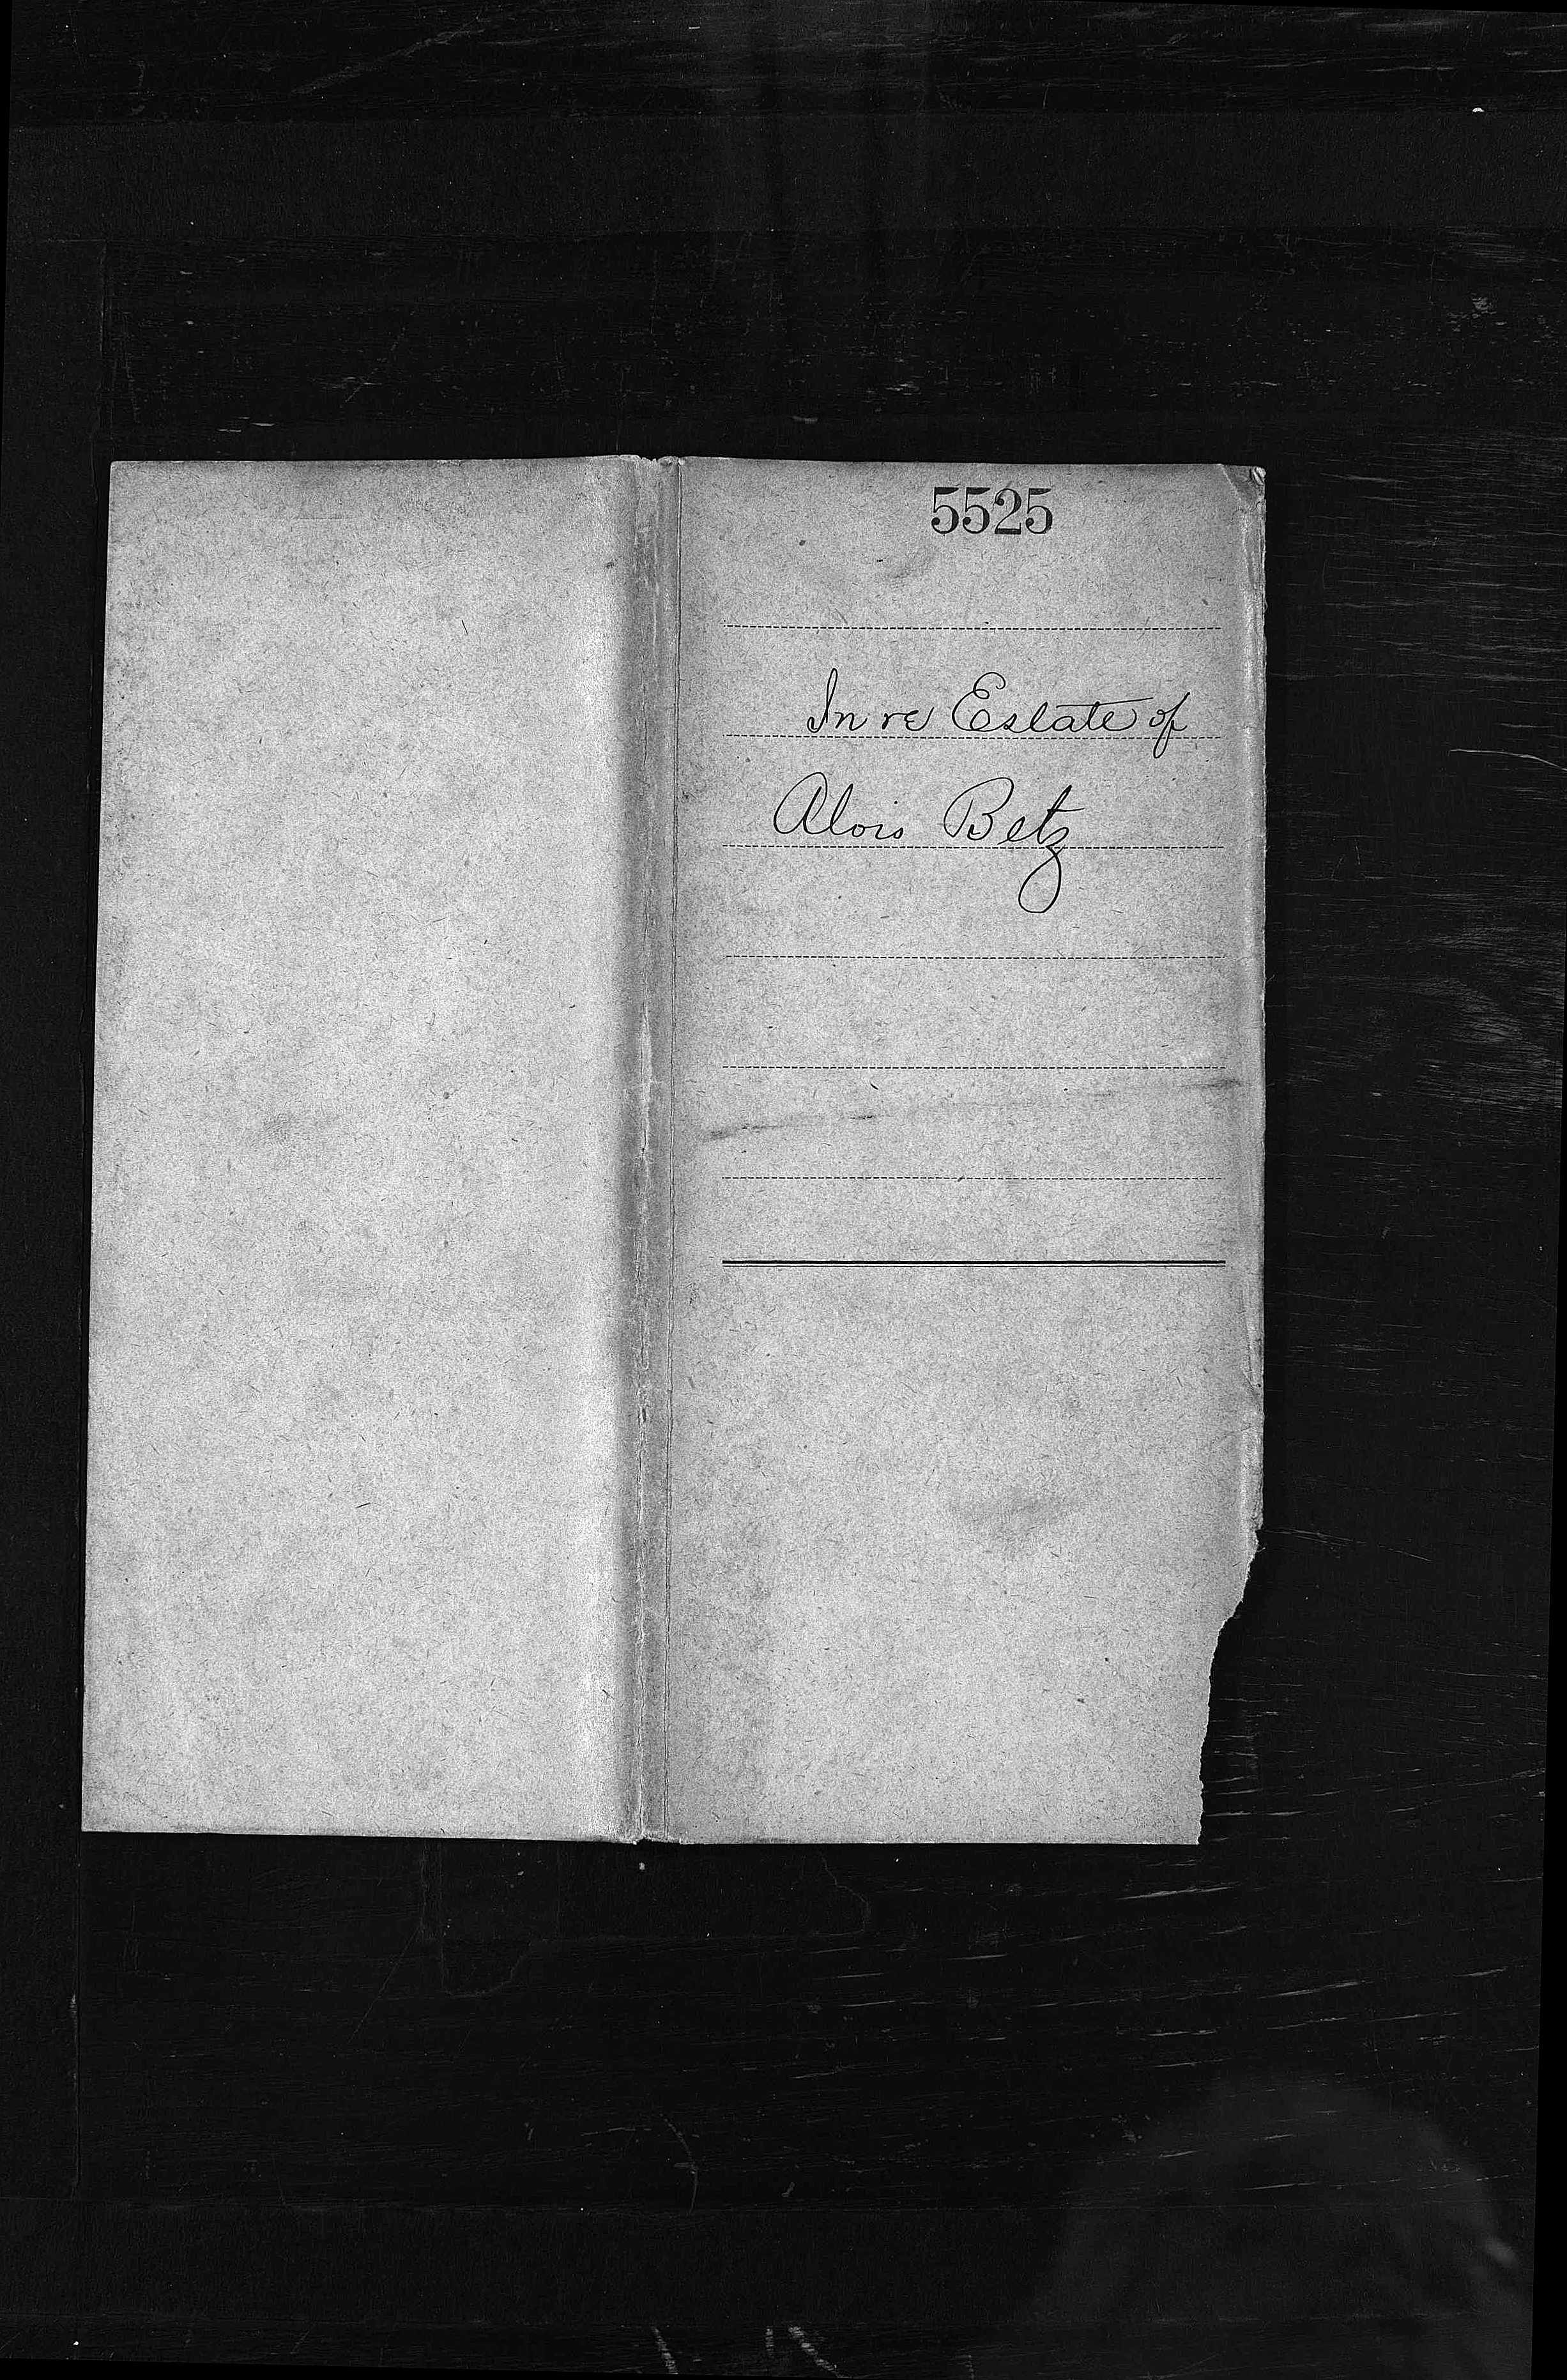 5525
In re Estate of
Alois Betz